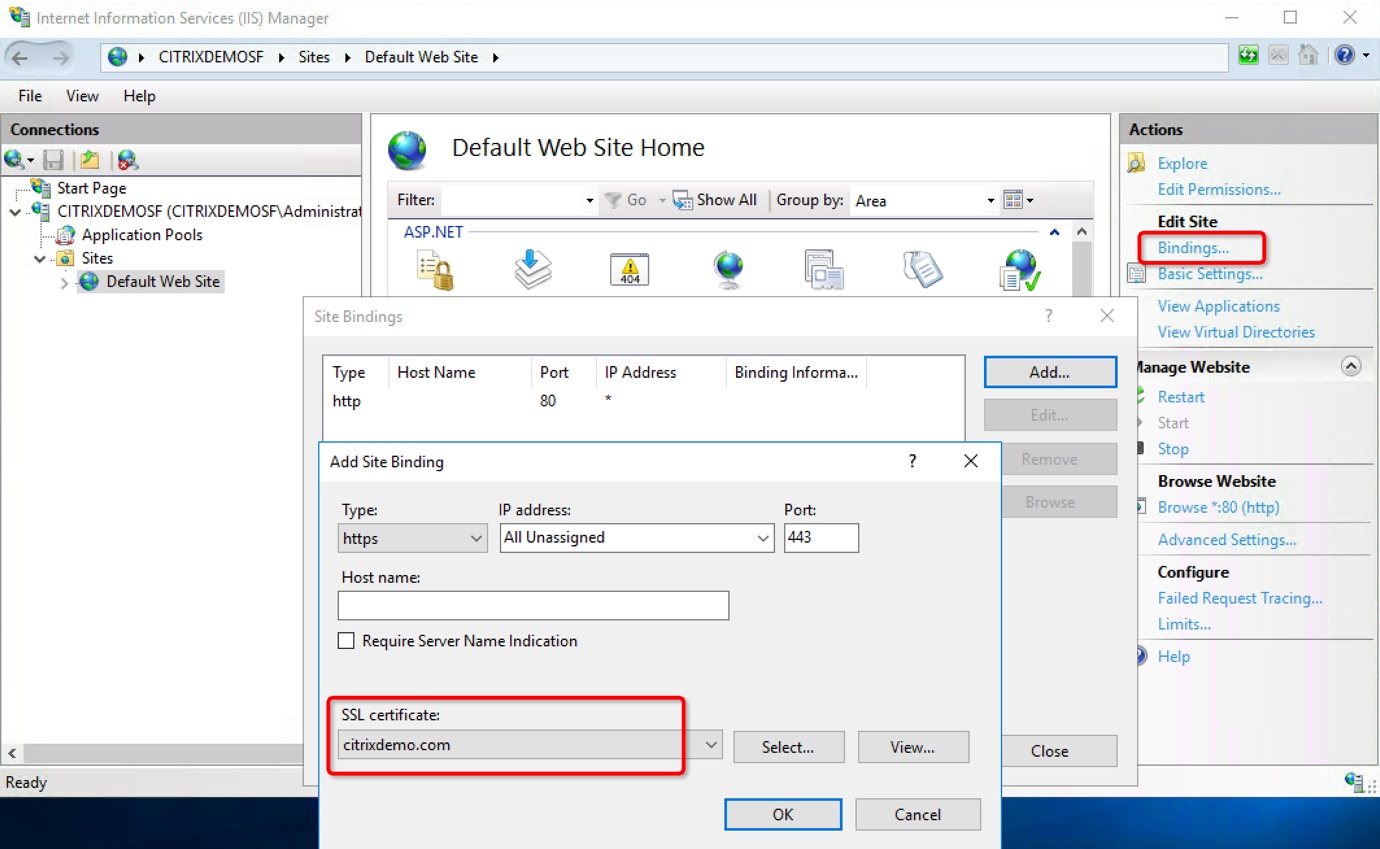 Internet Information Services (IIS) Manager
CITRIXDEMOSF Sites Default Web Site
File View Help
Connections
Start Page
CITRIXDEMOSF (CITRIXDEMOSF\Administrat
Application Pools
Sites
Default Web Site
Default Web Site Home
Filter: Go Show All Group by: Area
ASP.NET
404
Actions
Explore
Edit Permissions...
Edit Site
Bindings...
Basic Settings...
View Applications
View Virtual Directories
Manage Website
Restart
Start
Stop
Browse Website
Browse *:80 (http)
Advanced Settings...
Configure
Failed Request Tracing...
Limits...
Help
Site Bindings ?
Type Host Name Port IP Address Binding Informa...
http 80 *
Add...
Edit...
Remove
Browse
Close
Add Site Binding ?
Type: IP address: Port:
https All Unassigned 443
Host name:
Require Server Name Indication
SSL certificate:
citrixdemo.com Select... View...
OK Cancel
Ready